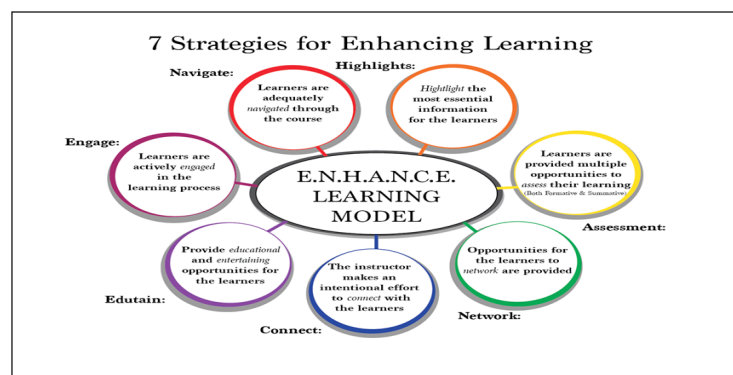 7 Strategies for Enhancing Learning
Engage:
Learners are
actively engaged
in the
learning process
Navigate:
Learners are
adequately
navigated through
the course
Highlights:
Hightlight the
most essential
information
for the learners
Learners are
provided multiple
opportunities to
assess their learning
(Both Formative & Summative)
Assessment:
Opportunities for
the learners to
network are provided
Network:
The instructor
makes an
intentional effort
to connect with
the learners
Connect:
Provide educational
and entertaining
opportunities for
the learners
Edutain:
E.N.H.A.N.C.E.
LEARNING
MODEL